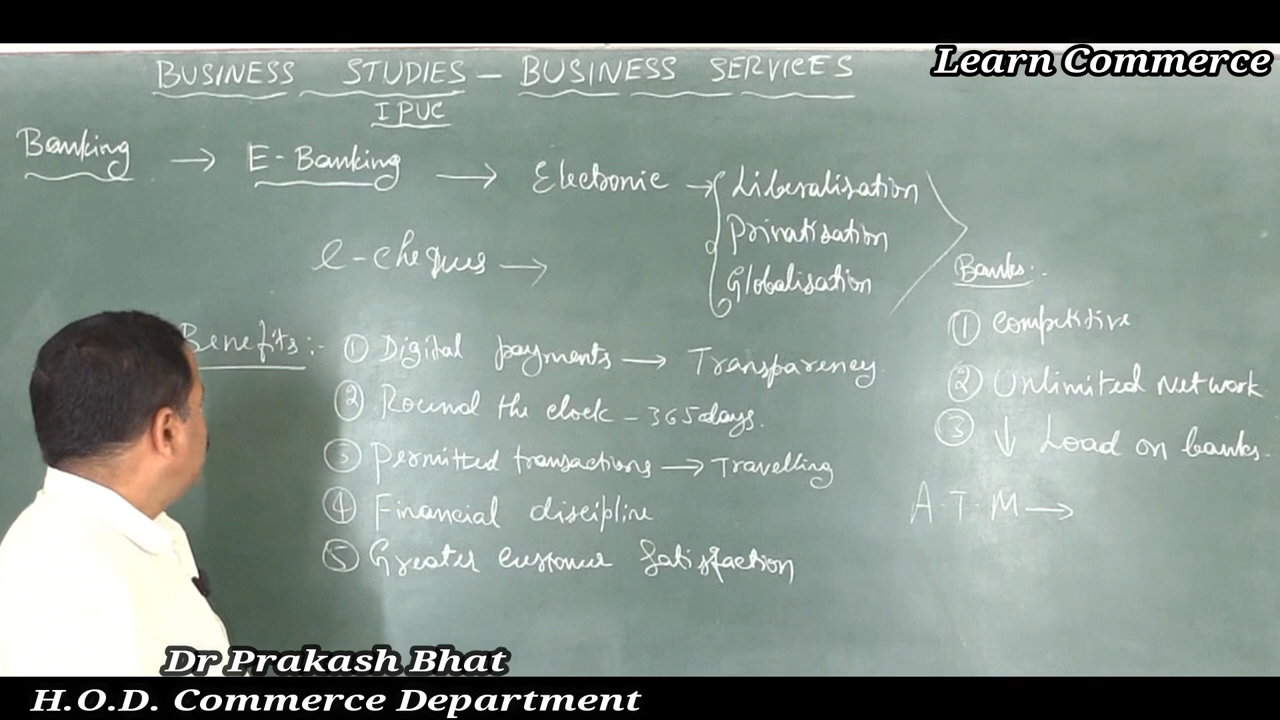 Learn Commerce
BUSINESS STUDIES - BUSINESS SERVICES
I PUC
Banking → E-Banking → Electronic → Liberalisation
Privatisation
Globalisation
e-cheques →
Benefits:-
① Digital payments → Transparency
② Round the clock - 365 days.
③ Permitted transactions → Travelling
④ Financial discipline
⑤ Greater customer satisfaction
Banks:-
① Competitive
② Unlimited Network
③ ↓ Load on banks.
A.T.M →
Dr Prakash Bhat
H.O.D. Commerce Department